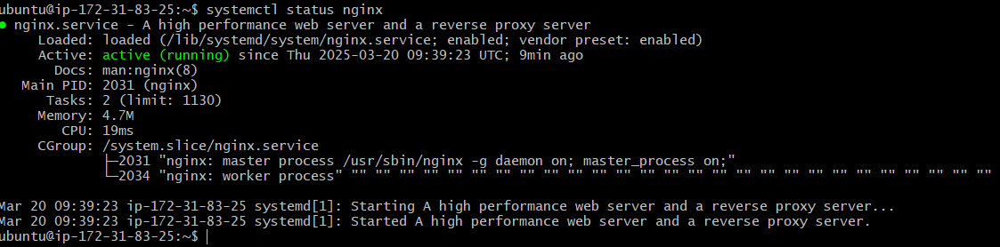 ubuntu@ip-172-31-83-25:~$ systemctl status nginx
● nginx.service - A high performance web server and a reverse proxy server
Loaded: loaded (/lib/systemd/system/nginx.service; enabled; vendor preset: enabled)
Active: active (running) since Thu 2025-03-20 09:39:23 UTC; 9min ago
Docs: man:nginx(8)
Main PID: 2031 (nginx)
Tasks: 2 (limit: 1130)
Memory: 4.7M
CPU: 19ms
CGroup: /system.slice/nginx.service
├─2031 "nginx: master process /usr/sbin/nginx -g daemon on; master_process on;"
└─2034 "nginx: worker process" "" "" "" "" "" "" "" "" "" "" "" "" "" "" "" "" "" "" "" "" "" "" "" "" "" "" ""
Mar 20 09:39:23 ip-172-31-83-25 systemd[1]: Starting A high performance web server and a reverse proxy server...
Mar 20 09:39:23 ip-172-31-83-25 systemd[1]: Started A high performance web server and a reverse proxy server.
ubuntu@ip-172-31-83-25:~$